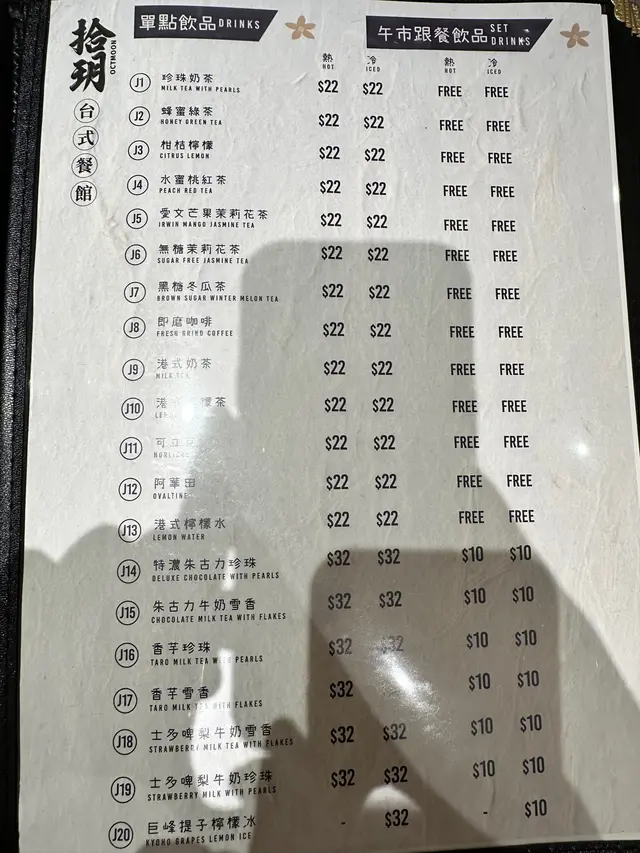 拾玥
OCTMOON
台式餐館
單點飲品 DRINKS
午市跟餐飲品 SET DRINKS
熱 冷 熱 冷
HOT ICED HOT ICED
J1 珍珠奶茶 $22 $22 FREE FREE
MILK TEA WITH PEARLS
J2 蜂蜜綠茶 $22 $22 FREE FREE
HONEY GREEN TEA
J3 柑桔檸檬 $22 $22 FREE FREE
CITRUS LEMON
J4 水蜜桃紅茶 $22 $22 FREE FREE
PEACH RED TEA
J5 愛文芒果茉莉花茶 $22 $22 FREE FREE
IRWIN MANGO JASMINE TEA
J6 無糖茉莉花茶 $22 $22 FREE FREE
SUGAR FREE JASMINE TEA
J7 黑糖冬瓜茶 $22 $22 FREE FREE
BROWN SUGAR WINTER MELON TEA
J8 即磨咖啡 $22 $22 FREE FREE
FRESH GRIND COFFEE
J9 港式奶茶 $22 $22 FREE FREE
MILK
J10 港 檬茶 $22 $22 FREE FREE
J11 可立 $22 $22 FREE FREE
J12 阿華田 $22 $22 FREE FREE
OVALTINE
J13 港式檸檬水 $22 $22 FREE FREE
LEMON WATER
J14 特濃朱古力珍珠 $32 $32 $10 $10
DELUXE CHOCOLATE WITH PEARLS
J15 朱古力牛奶雪香 $32 $32 $10 $10
CHOCOLATE MILK TEA WITH FLAKES
J16 香芋珍珠 $32 $32 $10 $10
TARO MILK TEA WITH PEARLS
J17 香芋雪香 $32 $10 $10
TARO MILK TEA WITH FLAKES
J18 士多啤梨牛奶雪香 $32 $32 $10 $10
STRAWBERRY MILK TEA WITH FLAKES
J19 士多啤梨牛奶珍珠 $32 $32 $10 $10
STRAWBERRY MILK TEA WITH PEARLS
J20 巨峰提子檸檬冰 - $32 - $10
KYOHO GRAPES LEMON ICE